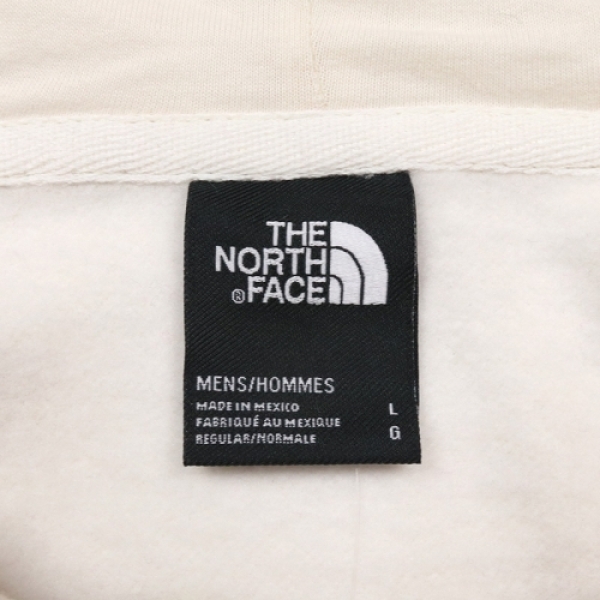 THE
NORTH
®FACE
MENS/HOMMES
MADE IN MEXICO L
FABRIQUÉ AU MEXIQUE G
REGULAR/NORMALE